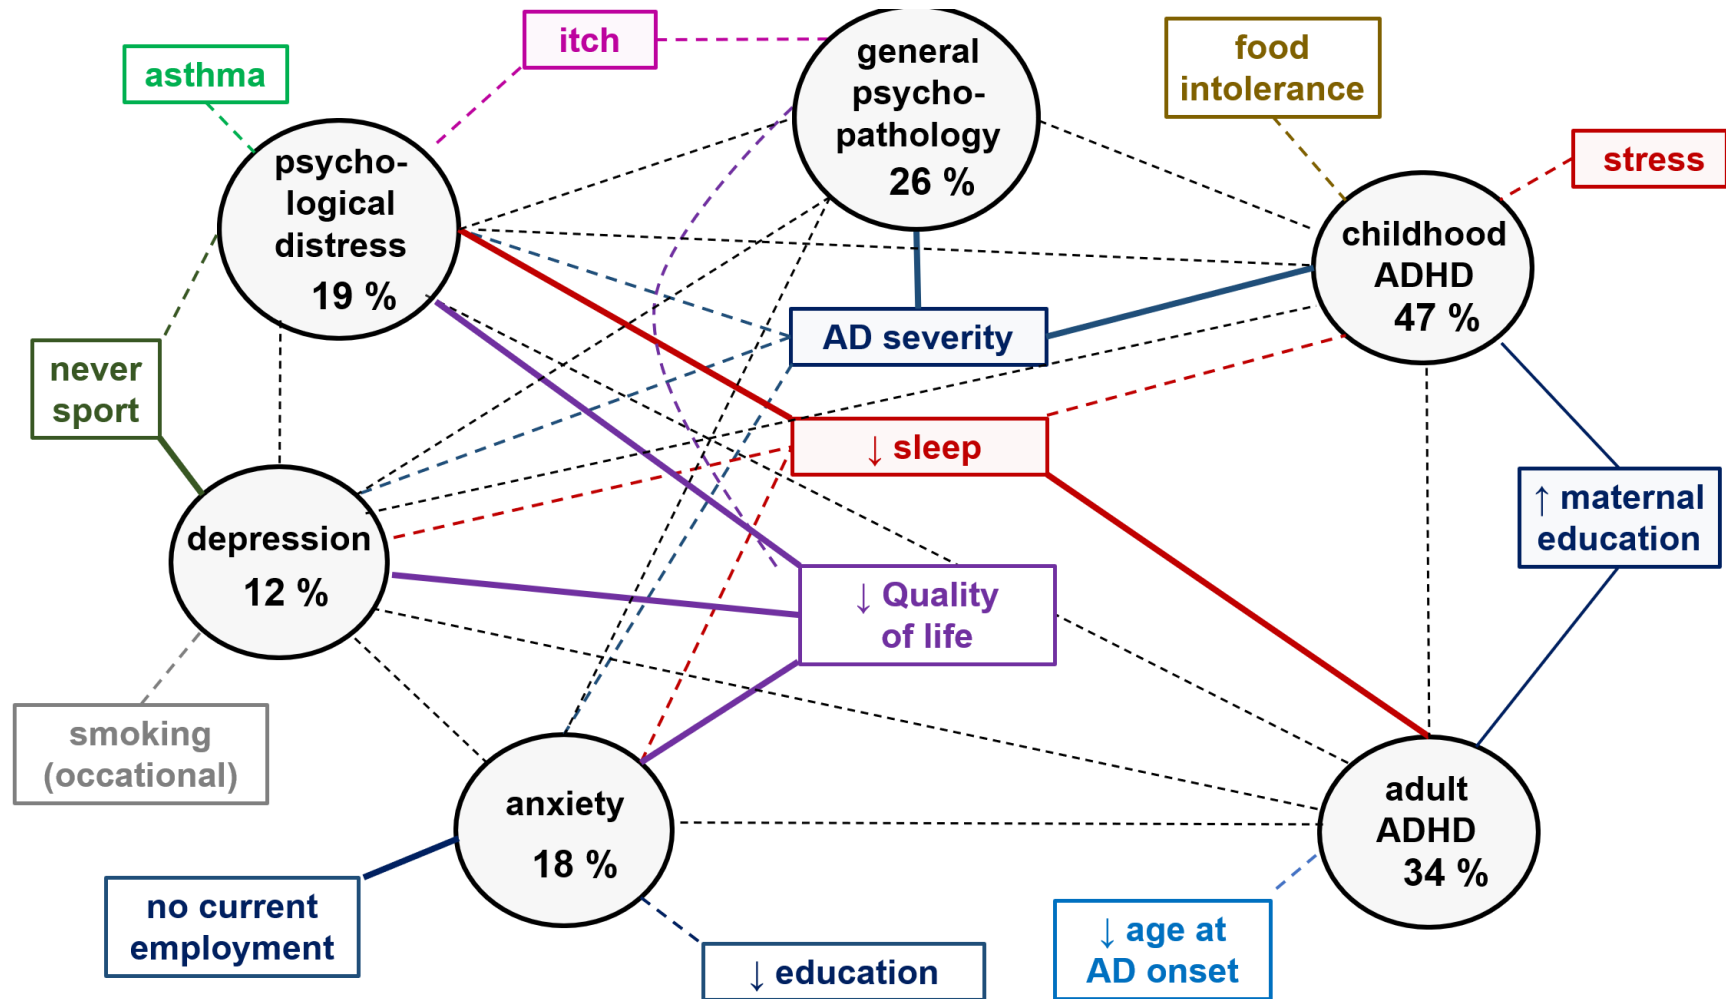 itch
general
psycho-
pathology
26 %
food
intolerance
asthma
stress
psycho-
logical
distress
19 %
childhood
ADHD
47 %
AD severity
never
sport
↓ sleep
↑ maternal
education
depression
12 %
↓ Quality
of life
smoking
(occational)
anxiety
18 %
adult
ADHD
34 %
no current
employment
↓ education
↓ age at
AD onset